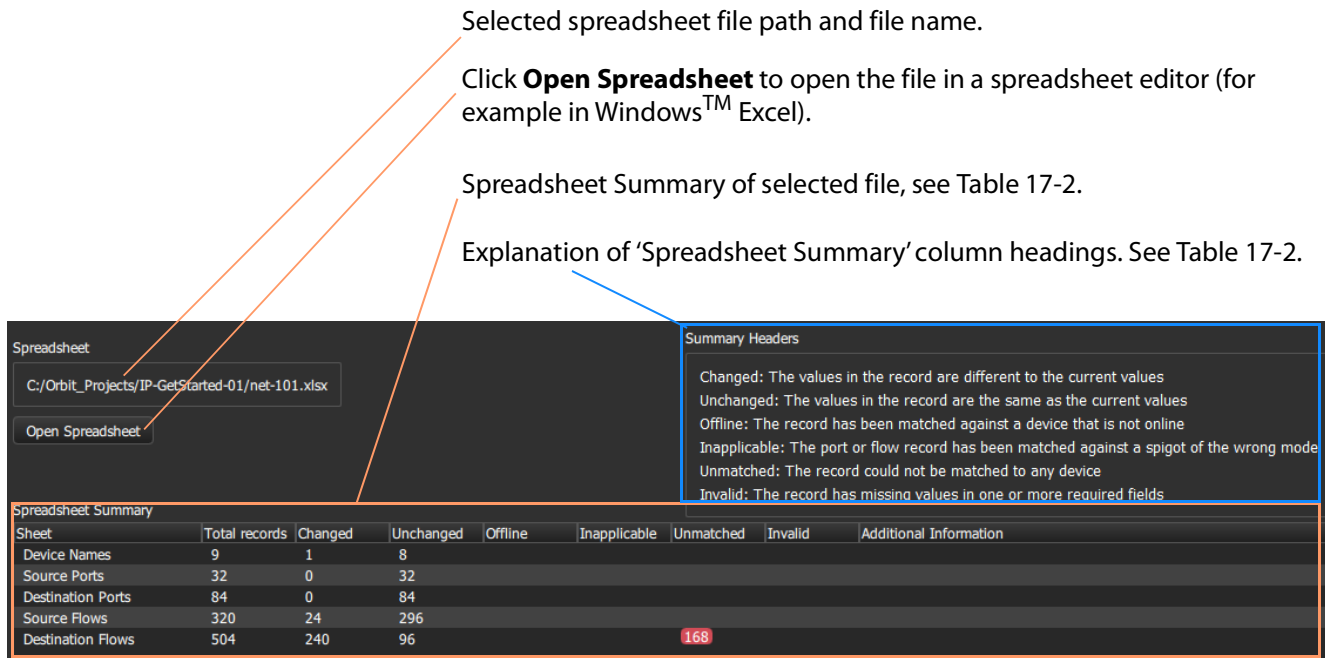 Selected spreadsheet file path and file name.
Click Open Spreadsheet to open the file in a spreadsheet editor (for
example in WindowsTM Excel).
Spreadsheet Summary of selected file, see Table 17-2.
Explanation of ‘Spreadsheet Summary’ column headings. See Table 17-2.
Spreadsheet
C:/Orbit_Projects/IP-GetStarted-01/net-101.xlsx
Open Spreadsheet
Summary Headers
Changed: The values in the record are different to the current values
Unchanged: The values in the record are the same as the current values
Offline: The record has been matched against a device that is not online
Inapplicable: The port or flow record has been matched against a spigot of the wrong mode
Unmatched: The record could not be matched to any device
Invalid: The record has missing values in one or more required fields
Spreadsheet Summary
Sheet Total records Changed Unchanged Offline Inapplicable Unmatched Invalid Additional Information
Device Names 9 1 8
Source Ports 32 0 32
Destination Ports 84 0 84
Source Flows 320 24 296
Destination Flows 504 240 96 168